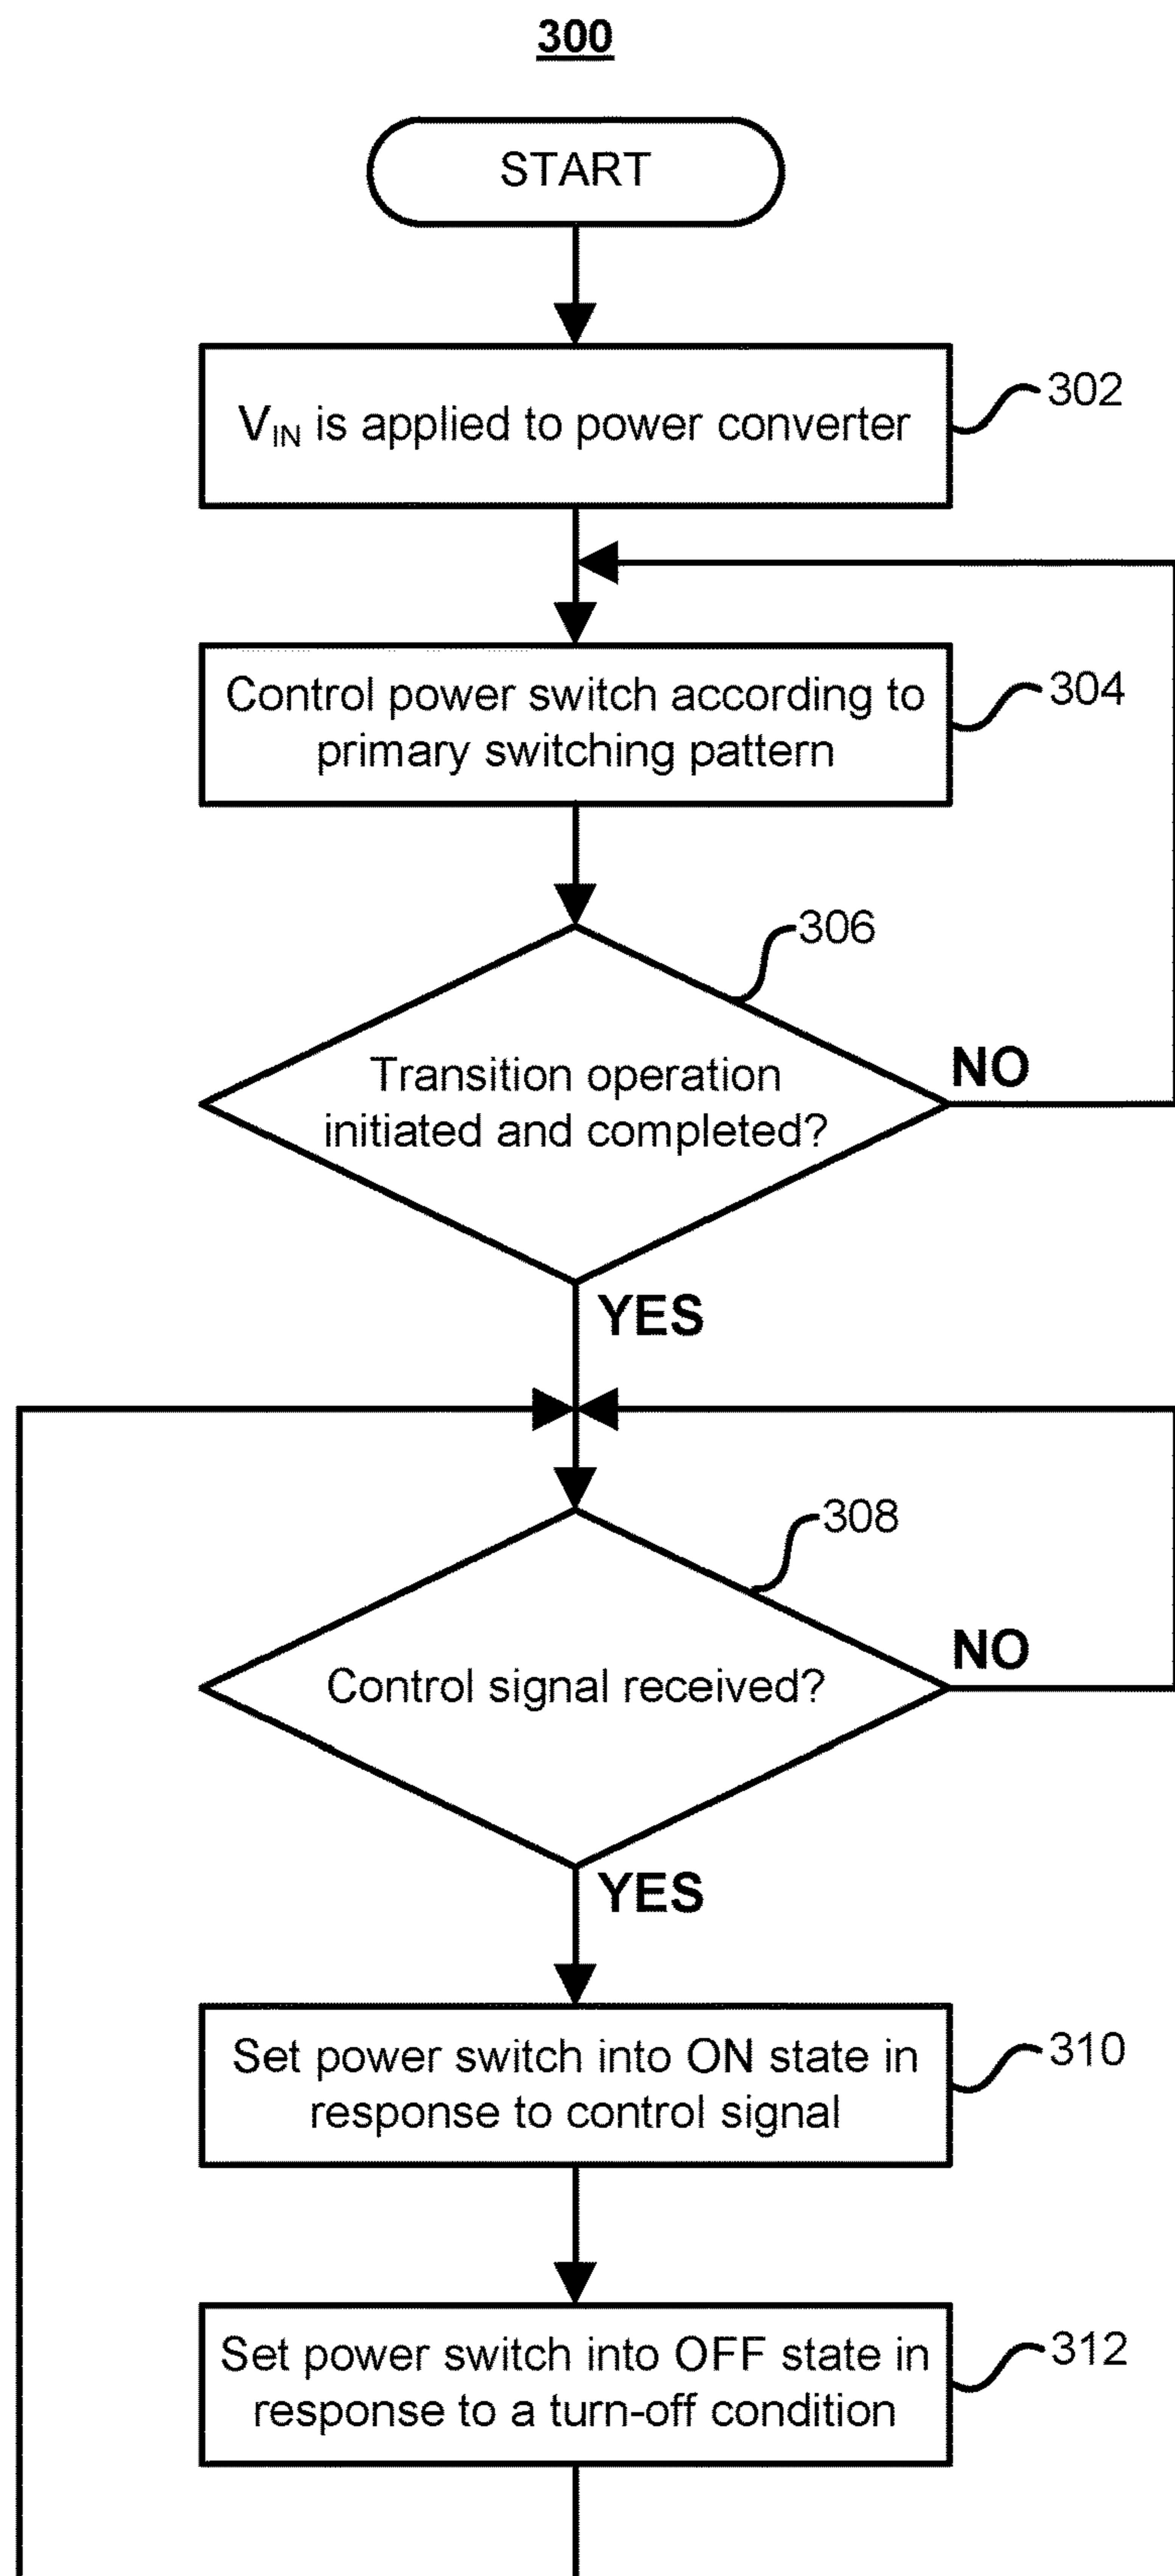 300
START
V_IN is applied to power converter
302
Control power switch according to
primary switching pattern
304
306
Transition operation
initiated and completed?
NO
YES
308
Control signal received?
NO
YES
Set power switch into ON state in
response to control signal
310
Set power switch into OFF state in
response to a turn-off condition
312